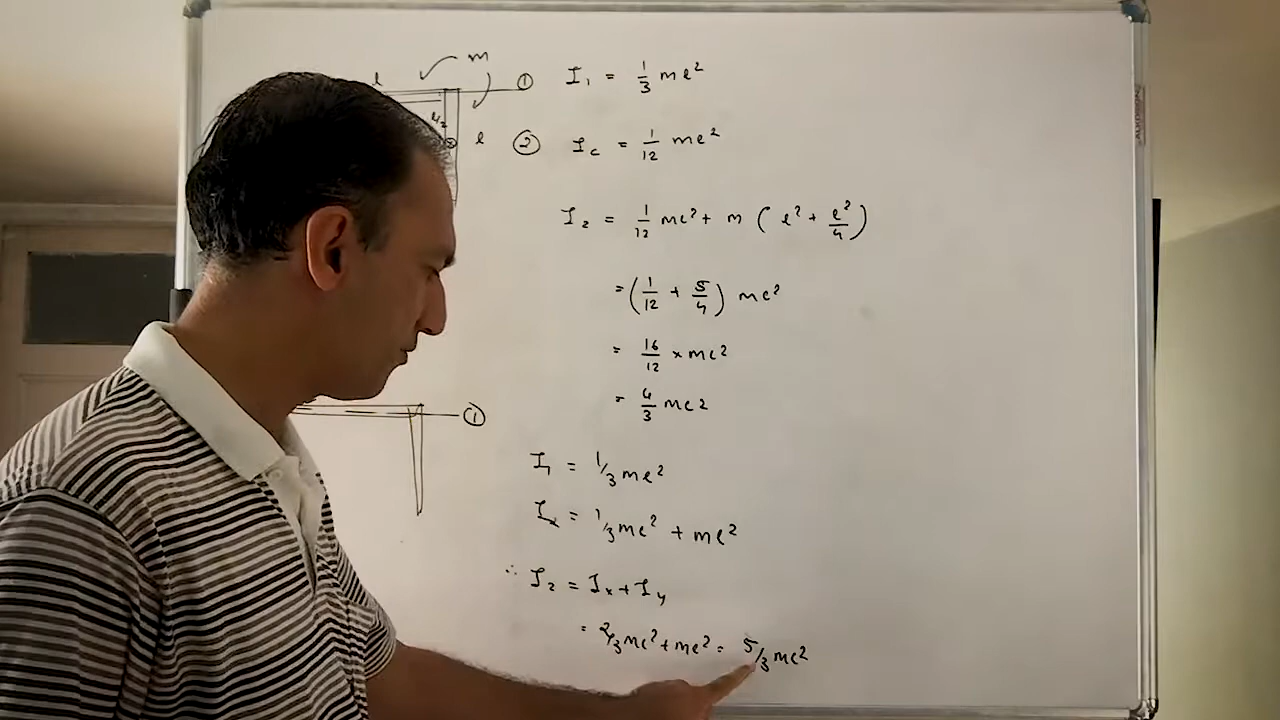 m
l
①
l/2
l
②
I₁ = 1/3 ml²
I_c = 1/12 ml²
I₂ = 1/12 ml² + m ( l² + l²/4 )
= ( 1/12 + 5/4 ) ml²
= 16/12 × ml²
= 4/3 ml²
①
I₁ = 1/3 ml²
Iₓ = 1/3 ml² + ml²
∴ I₂ = Iₓ + I_y
= 2/3 ml² + ml² = 5/3 ml²